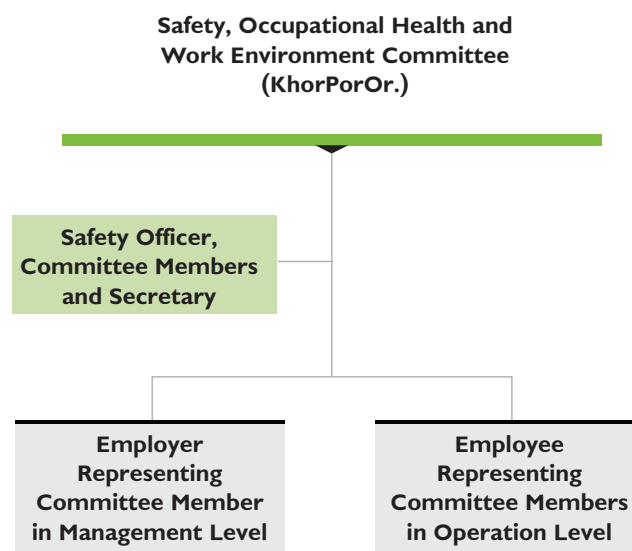 Safety, Occupational Health and
Work Environment Committee
(KhorPorOr.)
Safety Officer,
Committee Members
and Secretary
Employer
Representing
Committee Member
in Management Level
Employee
Representing
Committee Members
in Operation Level